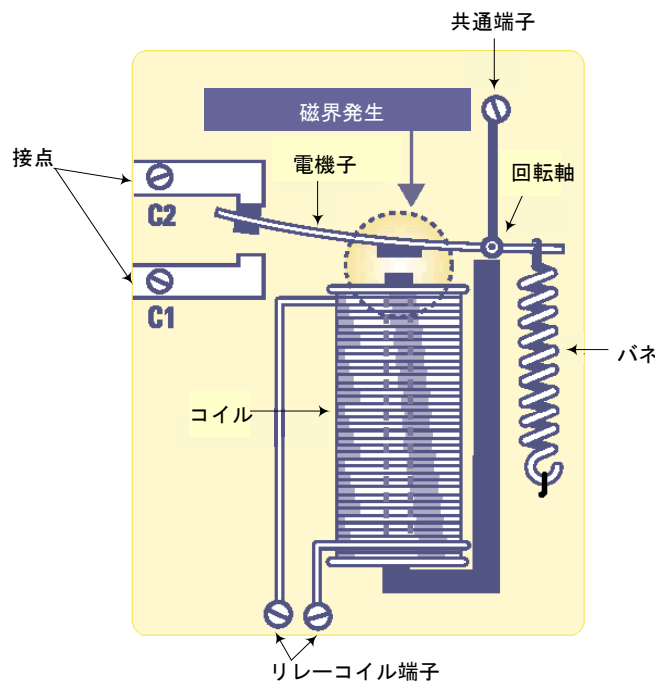 共通端子
磁界発生
接点
電機子
回転軸
C2
C1
バネ
コイル
リレーコイル端子